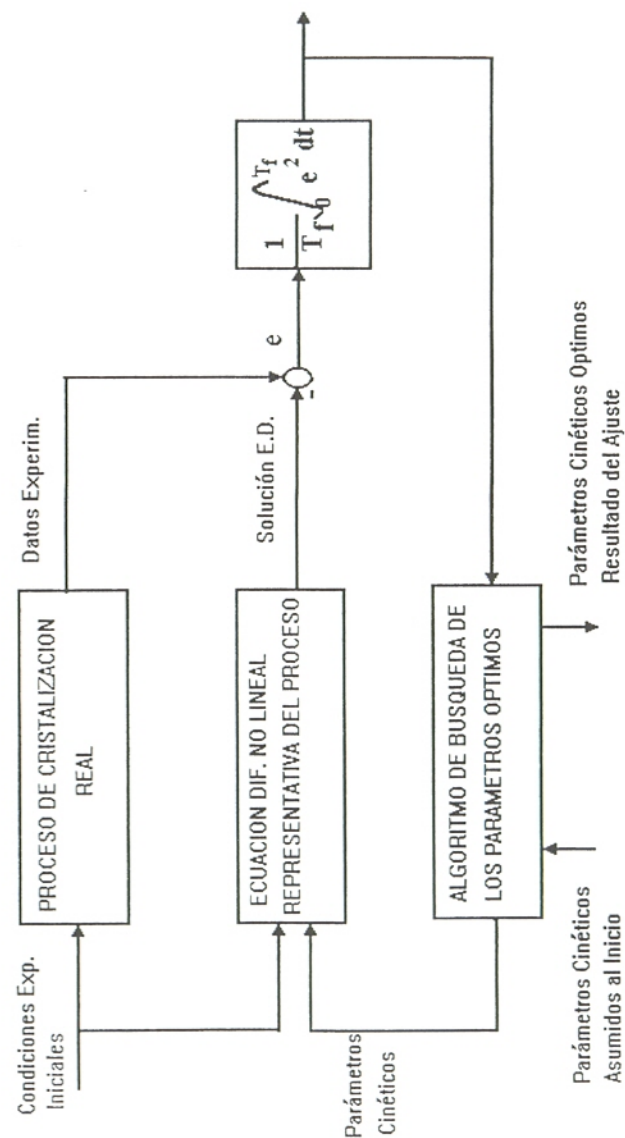 Condiciones Exp.
Iniciales
PROCESO DE CRISTALIZACION
REAL
Datos Experim.
ECUACION DIF. NO LINEAL
REPRESENTATIVA DEL PROCESO
Solución E.D.
e
-
1
T f
T f
0
e 2 dt
Parámetros
Cinéticos
ALGORITMO DE BUSQUEDA DE
LOS PARAMETROS OPTIMOS
Parámetros Cinéticos
Asumidos al Inicio
Parámetros Cinéticos Optimos
Resultado del Ajuste